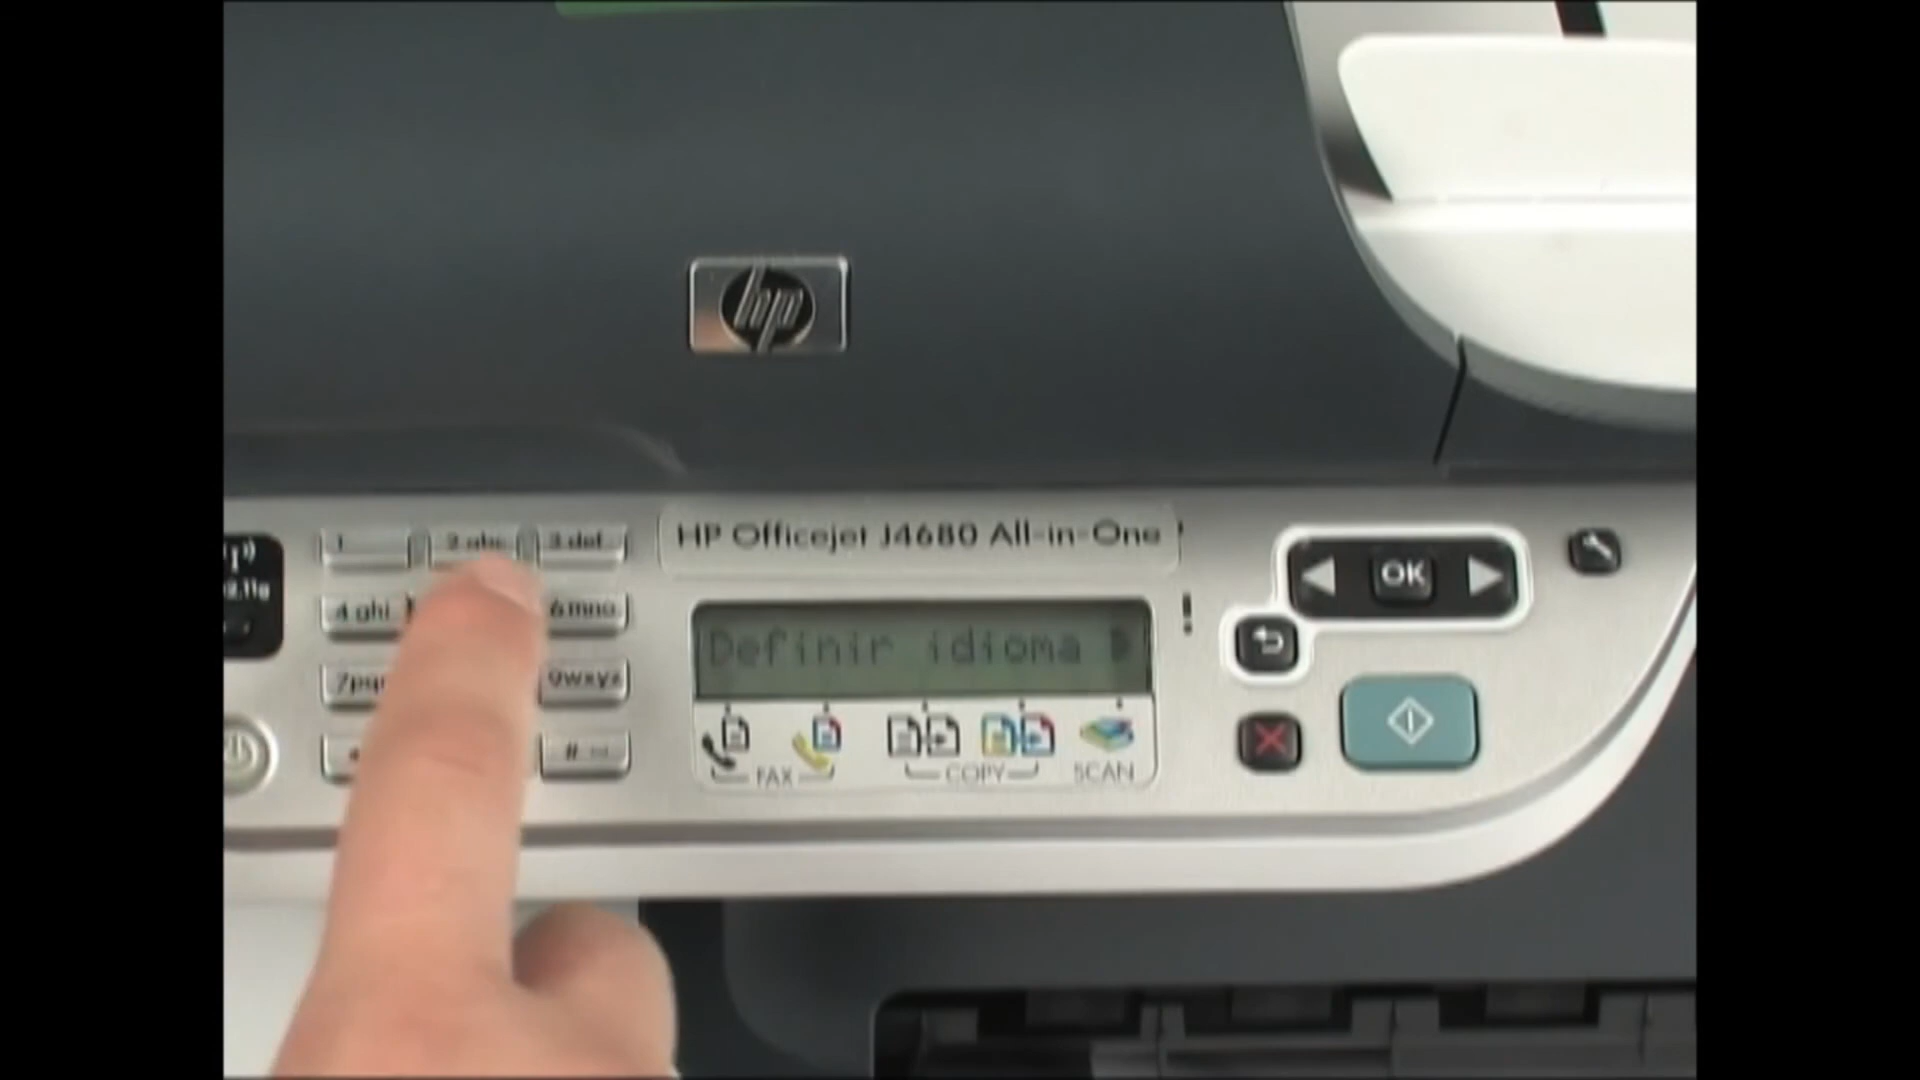 hp
HP Officejet J4680 All-in-One
1
2 abc
3 def
4 ghi
6 mno
9wxyz
#
OK
Definir idioma
FAX
COPY
SCAN